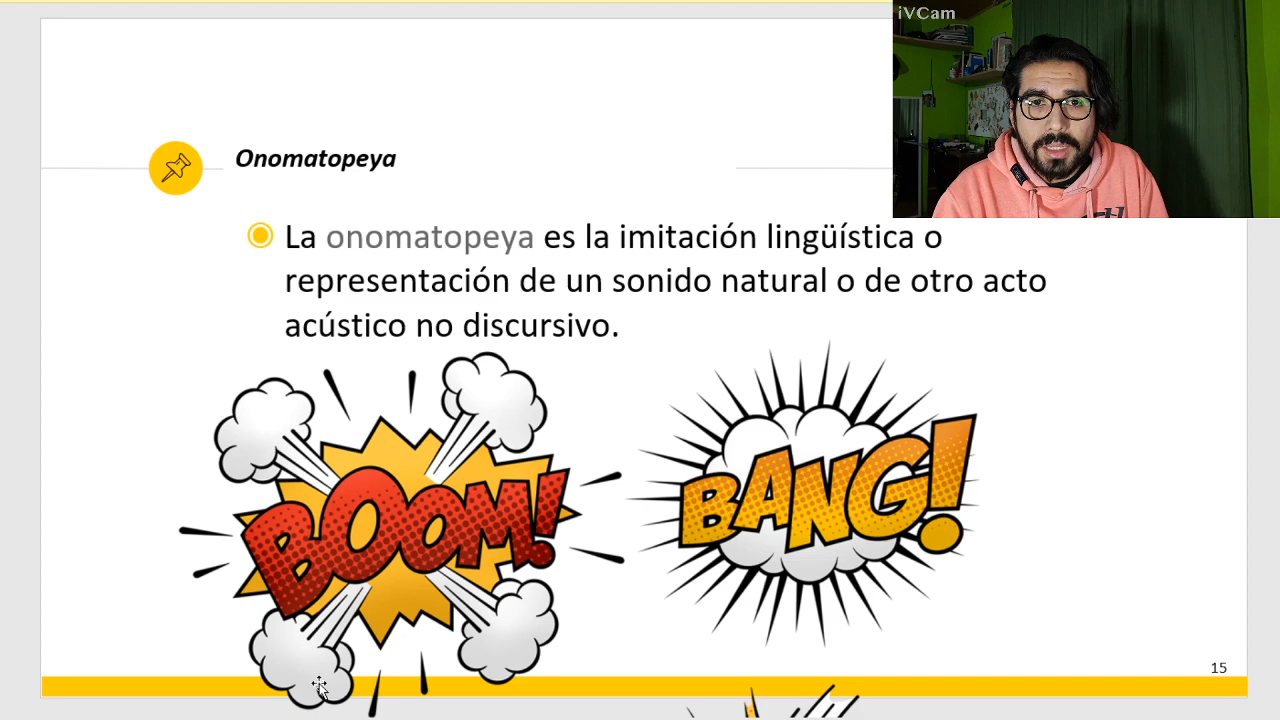 iVCam
Onomatopeya
La onomatopeya es la imitación lingüística o
representación de un sonido natural o de otro acto
acústico no discursivo.
BOOM!
BANG!
15